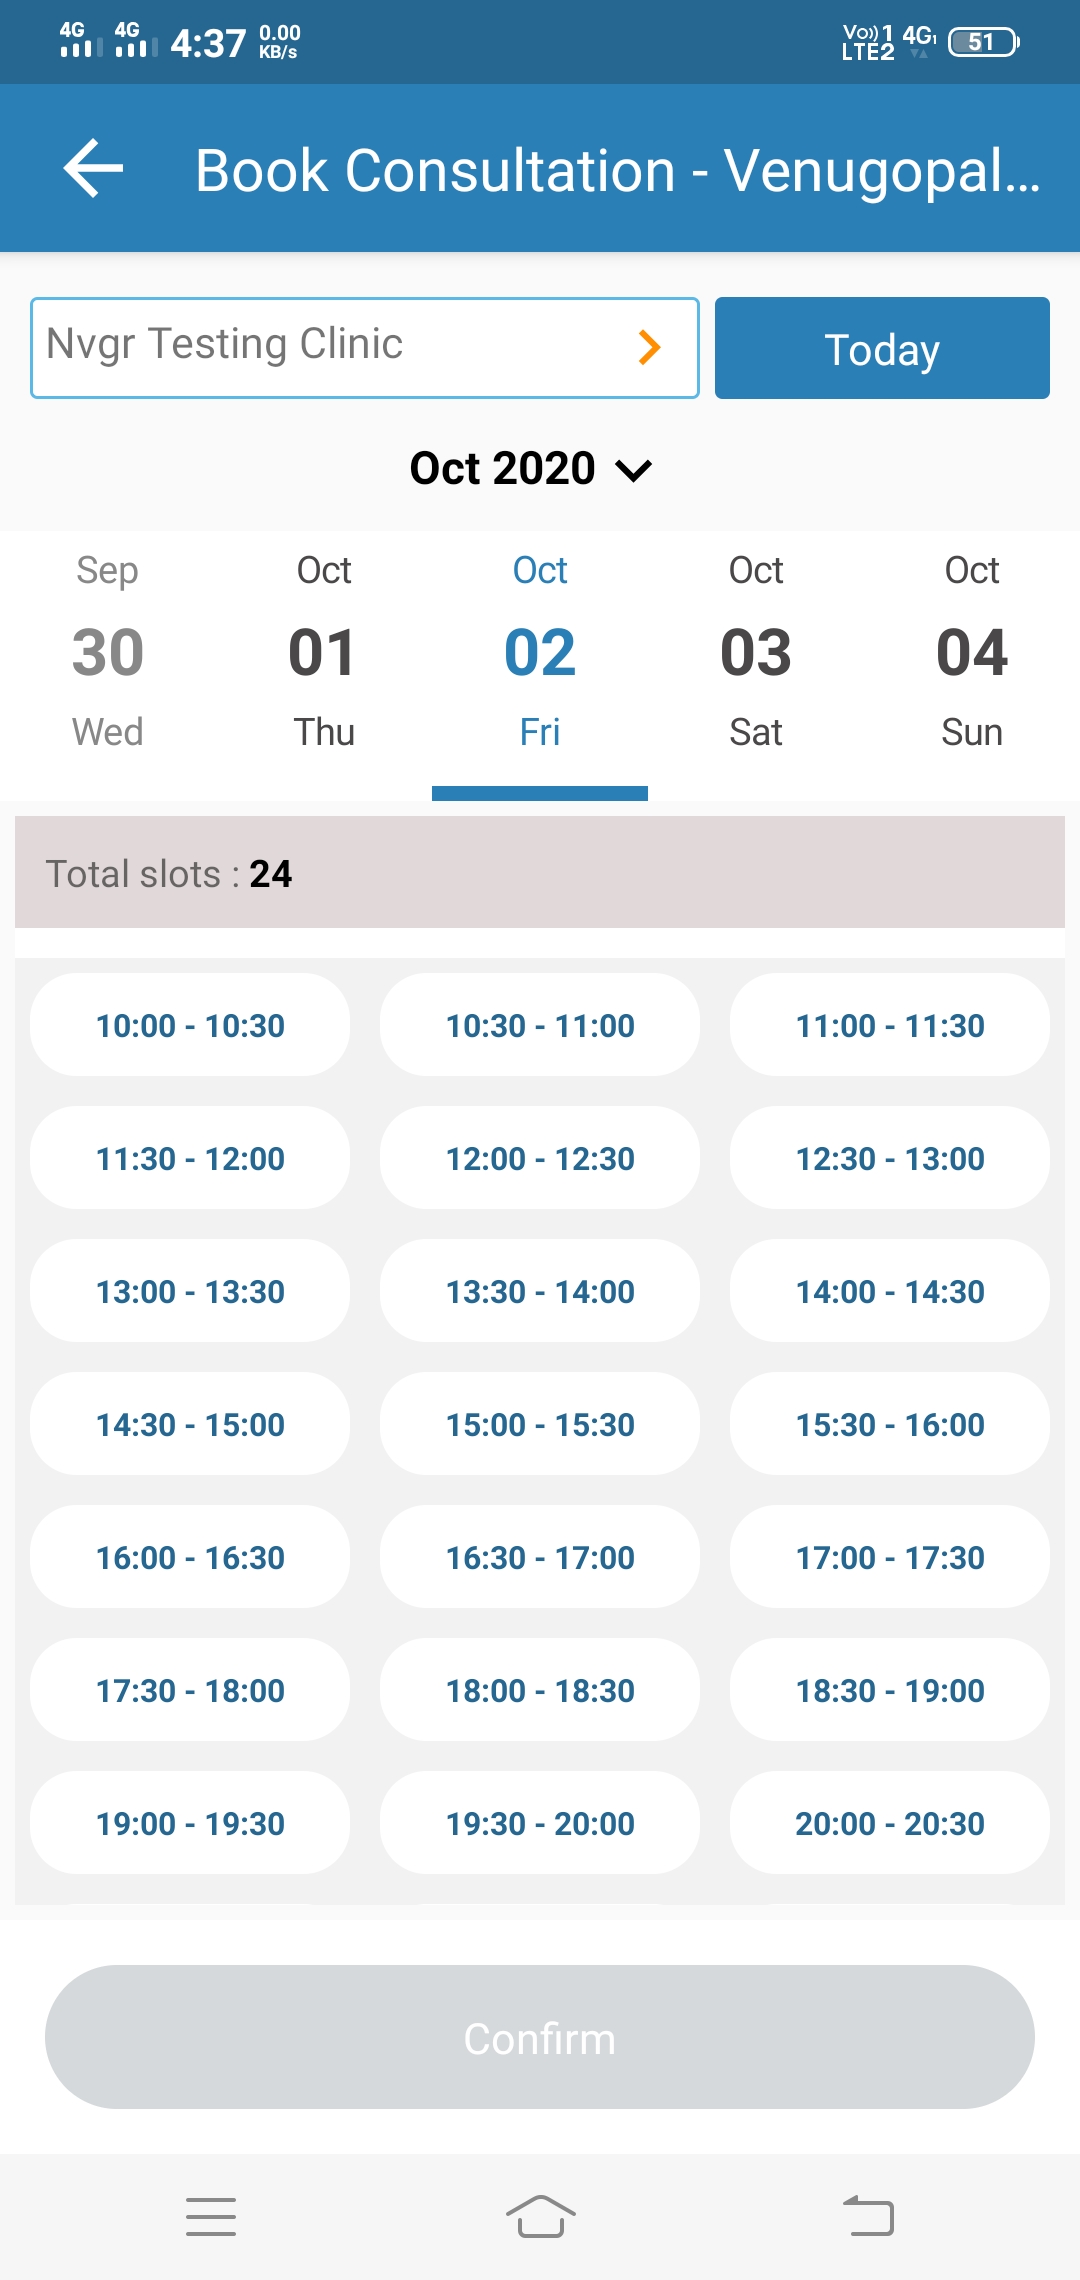 4G 4G 4:37 0.00 KB/s Vo)) 1 LTE2 4G1 51
Book Consultation - Venugopal...
Nvgr Testing Clinic
Today
Oct 2020
Sep Oct Oct Oct Oct
30 01 02 03 04
Wed Thu Fri Sat Sun
Total slots : 24
10:00 - 10:30 10:30 - 11:00 11:00 - 11:30
11:30 - 12:00 12:00 - 12:30 12:30 - 13:00
13:00 - 13:30 13:30 - 14:00 14:00 - 14:30
14:30 - 15:00 15:00 - 15:30 15:30 - 16:00
16:00 - 16:30 16:30 - 17:00 17:00 - 17:30
17:30 - 18:00 18:00 - 18:30 18:30 - 19:00
19:00 - 19:30 19:30 - 20:00 20:00 - 20:30
Confirm